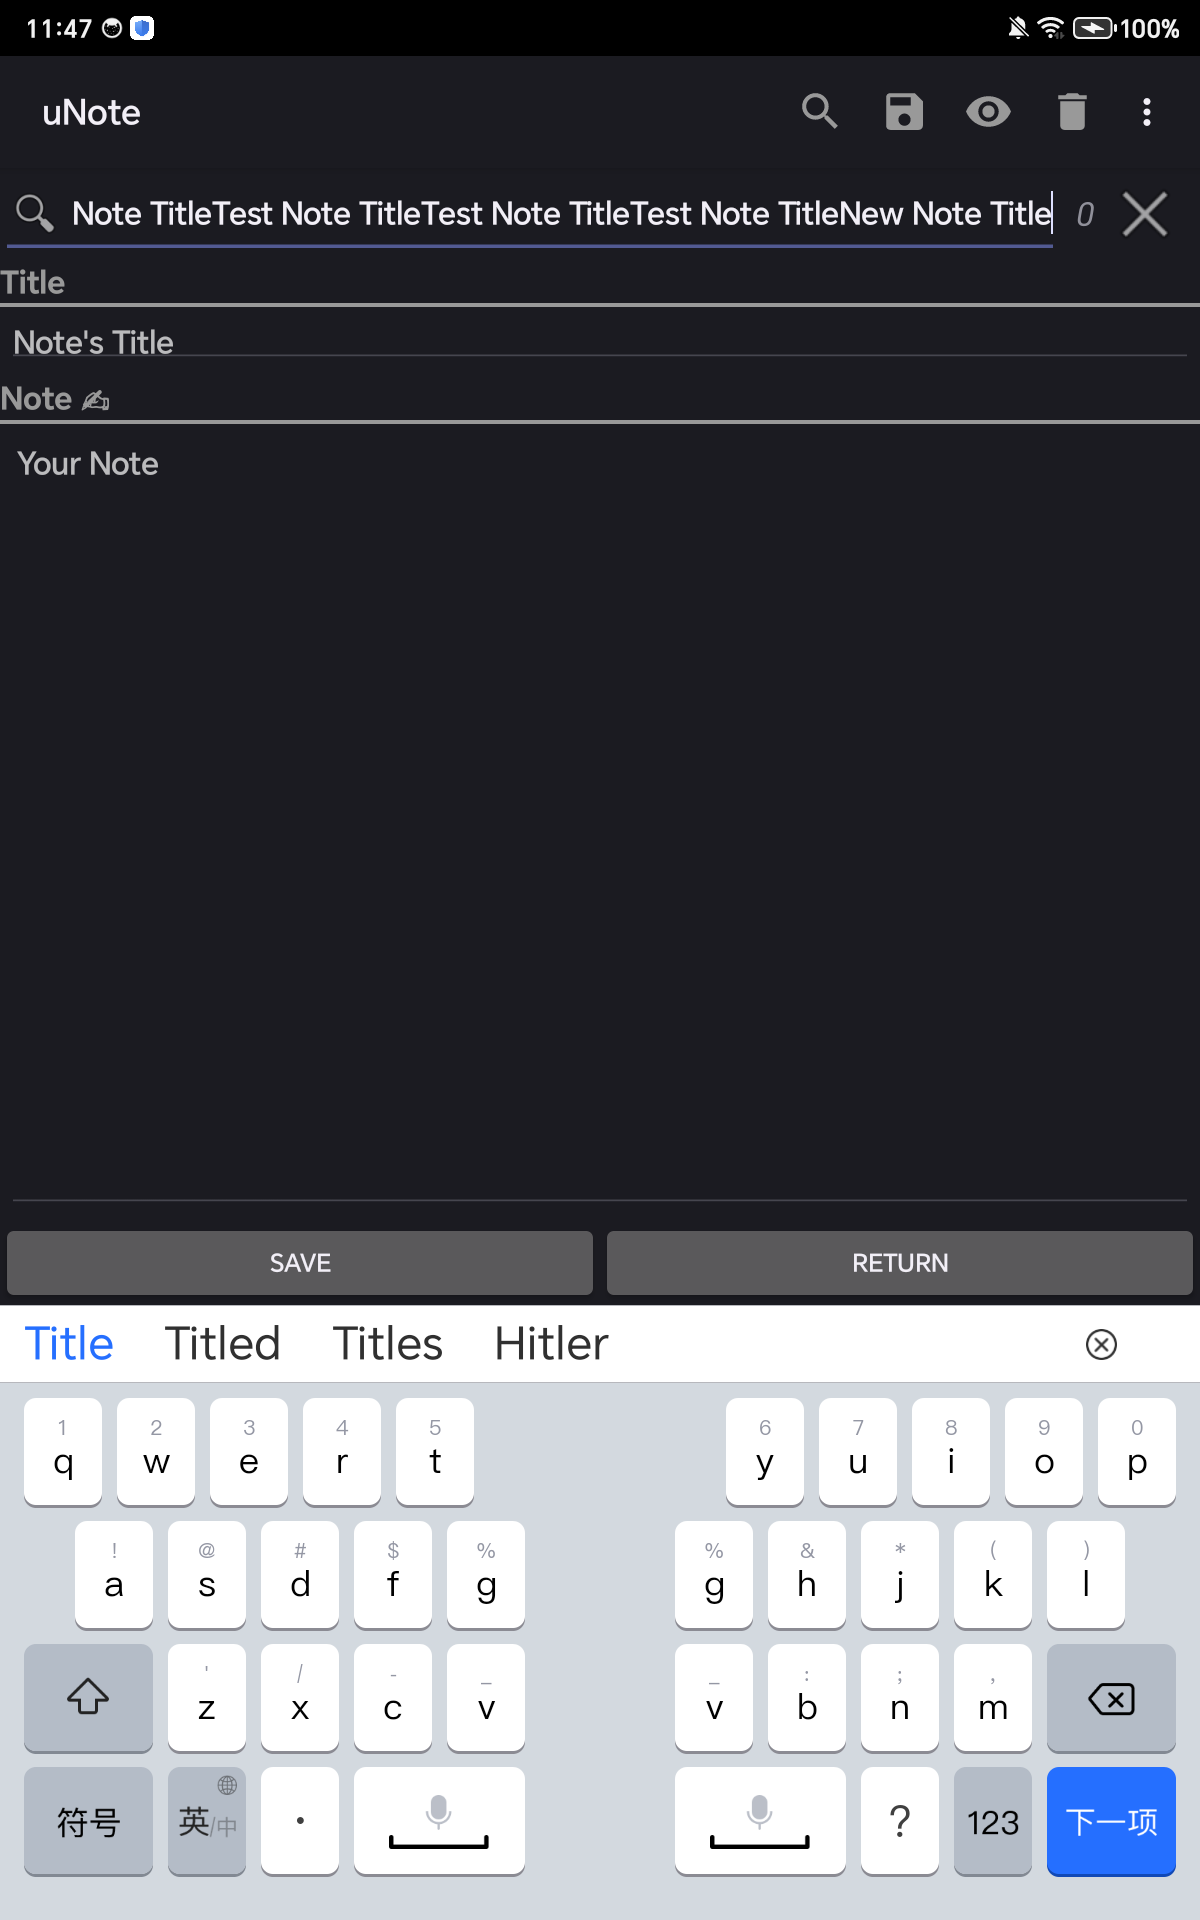 11:47 100%
uNote
Note TitleTest Note TitleTest Note TitleTest Note TitleNew Note Title 0
Title
Note's Title
Note ✍
Your Note
SAVE RETURN
Title Titled Titles Hitler
1 2 3 4 5 6 7 8 9 0
q w e r t y u i o p
! @ # $ % % & * ( )
a s d f g g h j k l
' / - _ _ : ; ,
z x c v v b n m
符号 英/中 · ? 123 下一项